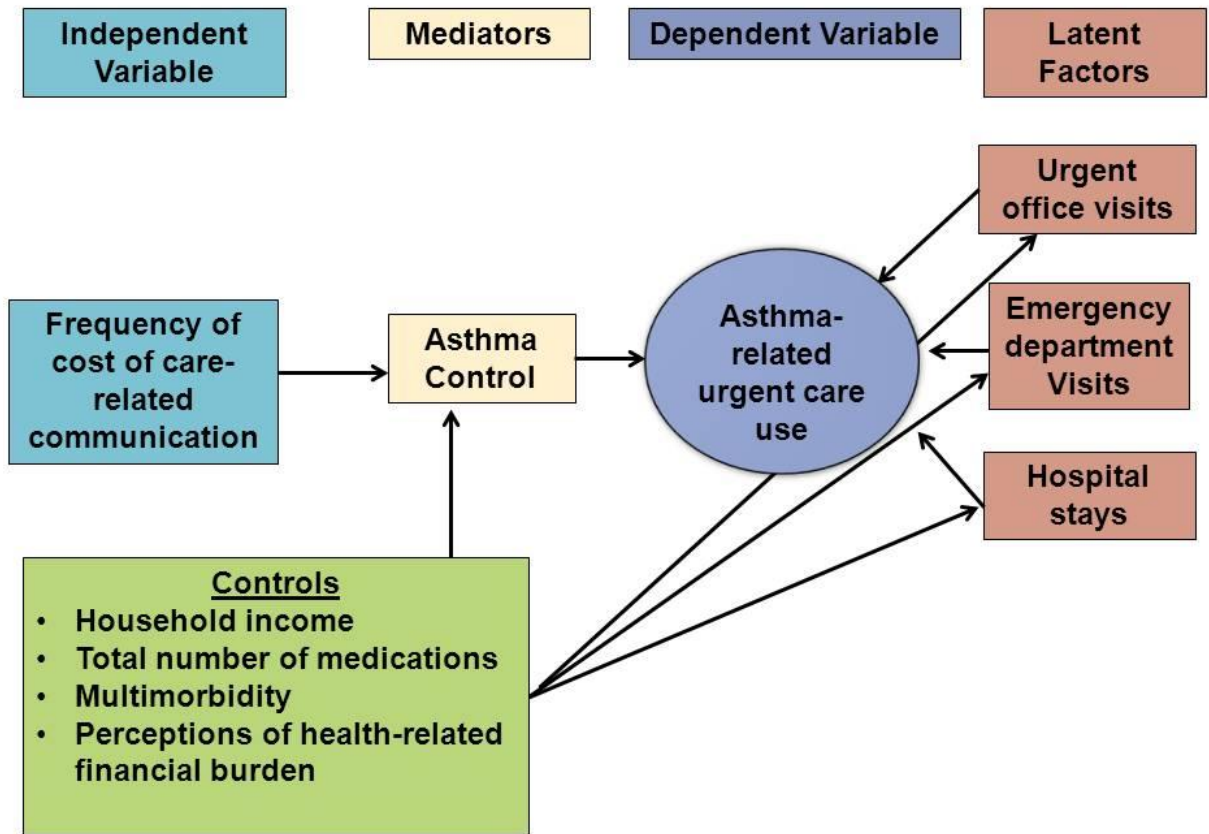 Independent
Variable
Mediators
Dependent Variable
Latent
Factors
Urgent
office visits
Frequency of
cost of care-
related
communication
Asthma
Control
Asthma-
related
urgent care
use
Emergency
department
Visits
Hospital
stays
Controls
• Household income
• Total number of medications
• Multimorbidity
• Perceptions of health-related
financial burden